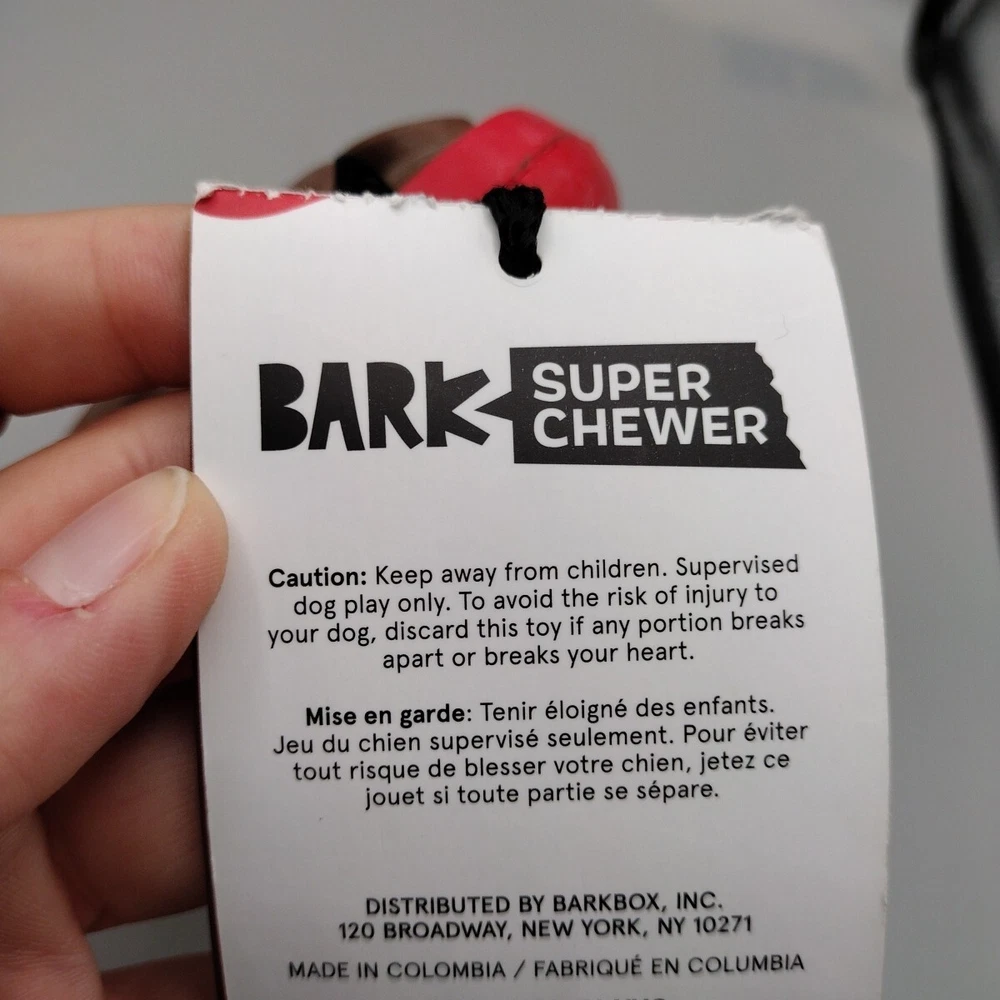 BARK SUPER
CHEWER
Caution: Keep away from children. Supervised
dog play only. To avoid the risk of injury to
your dog, discard this toy if any portion breaks
apart or breaks your heart.
Mise en garde: Tenir éloigné des enfants.
Jeu du chien supervisé seulement. Pour éviter
tout risque de blesser votre chien, jetez ce
jouet si toute partie se sépare.
DISTRIBUTED BY BARKBOX, INC.
120 BROADWAY, NEW YORK, NY 10271
MADE IN COLOMBIA / FABRIQUÉ EN COLUMBIA